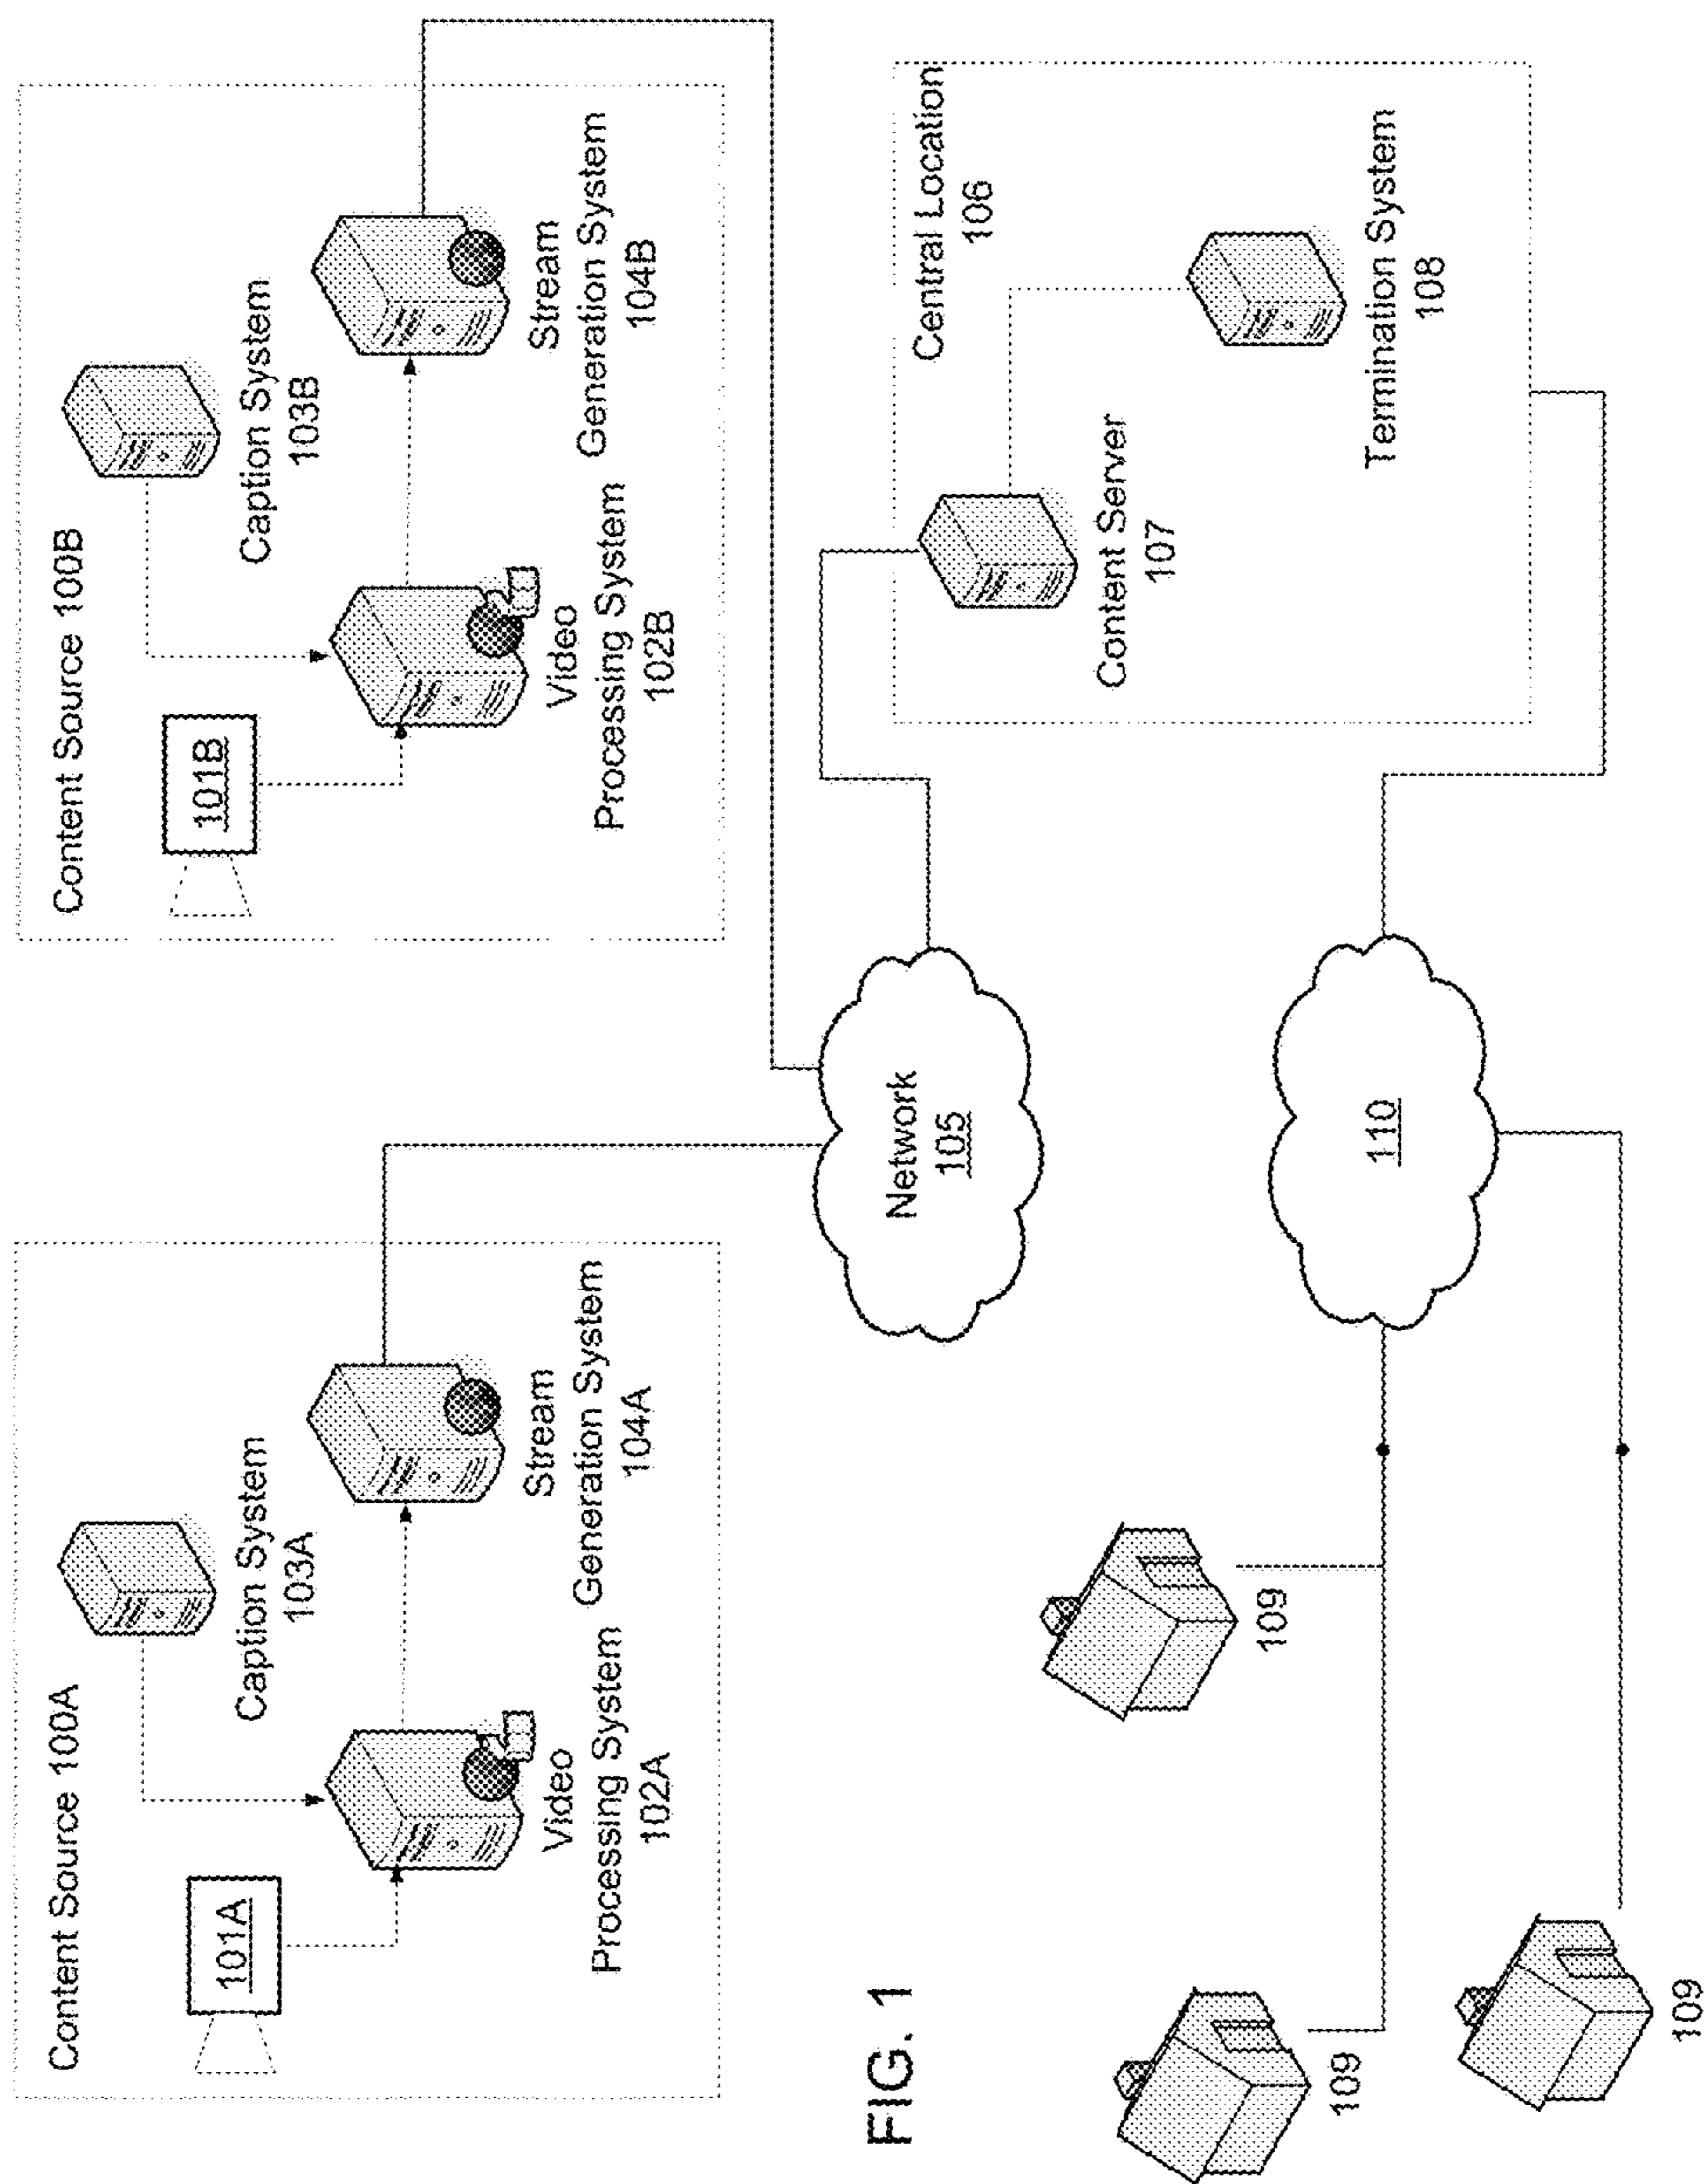 Content Source 100A
101A
Caption System
103A
Video
Processing System
102A
Stream
Generation System
104A
Content Source 100B
101B
Caption System
103B
Video
Processing System
102B
Stream
Generation System
104B
Network
105
Central Location
106
Content Server
107
Termination System
108
110
109
109
109
FIG. 1